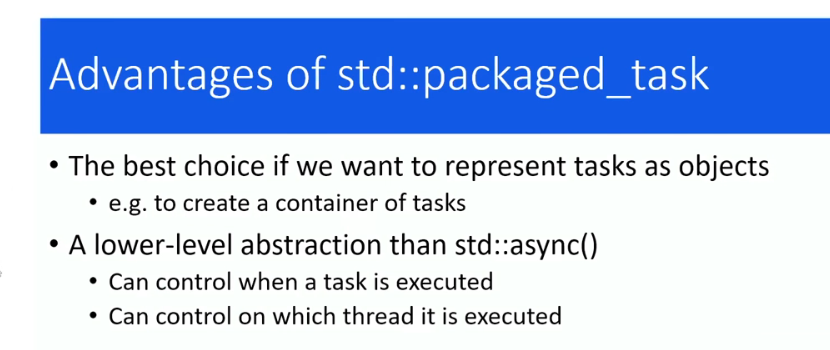 Advantages of std::packaged_task
• The best choice if we want to represent tasks as objects
• e.g. to create a container of tasks
• A lower-level abstraction than std::async()
• Can control when a task is executed
• Can control on which thread it is executed